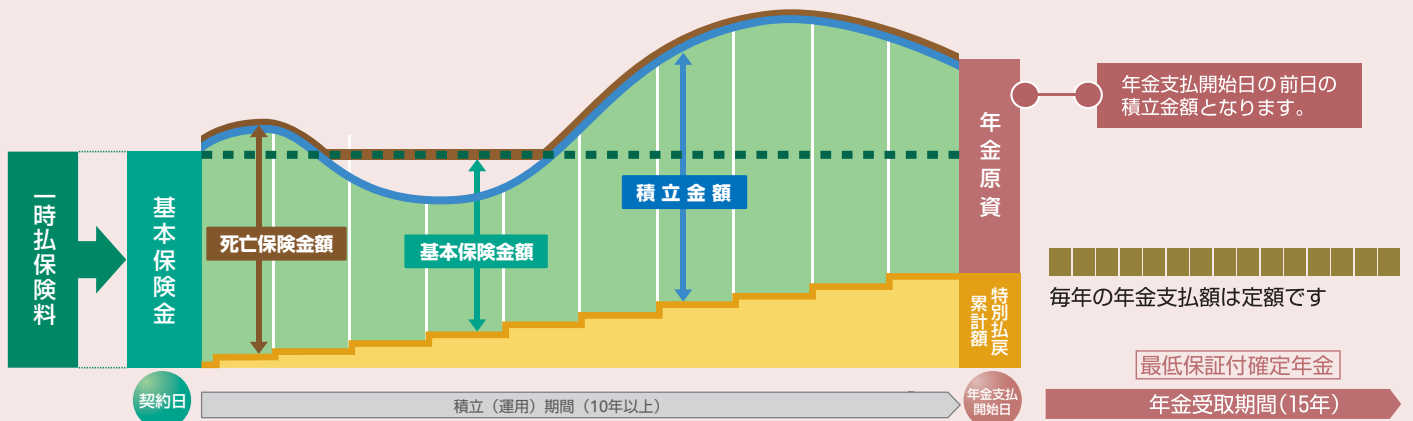 一時払保険料
基本保険金
死亡保険金額
基本保険金額
積立金額
年金原資
特別払戻
累計額
年金支払開始日の前日の
積立金額となります。
毎年の年金支払額は定額です
最低保証付確定年金
契約日
積立（運用）期間（10年以上）
年金支払
開始日
年金受取期間（15年）